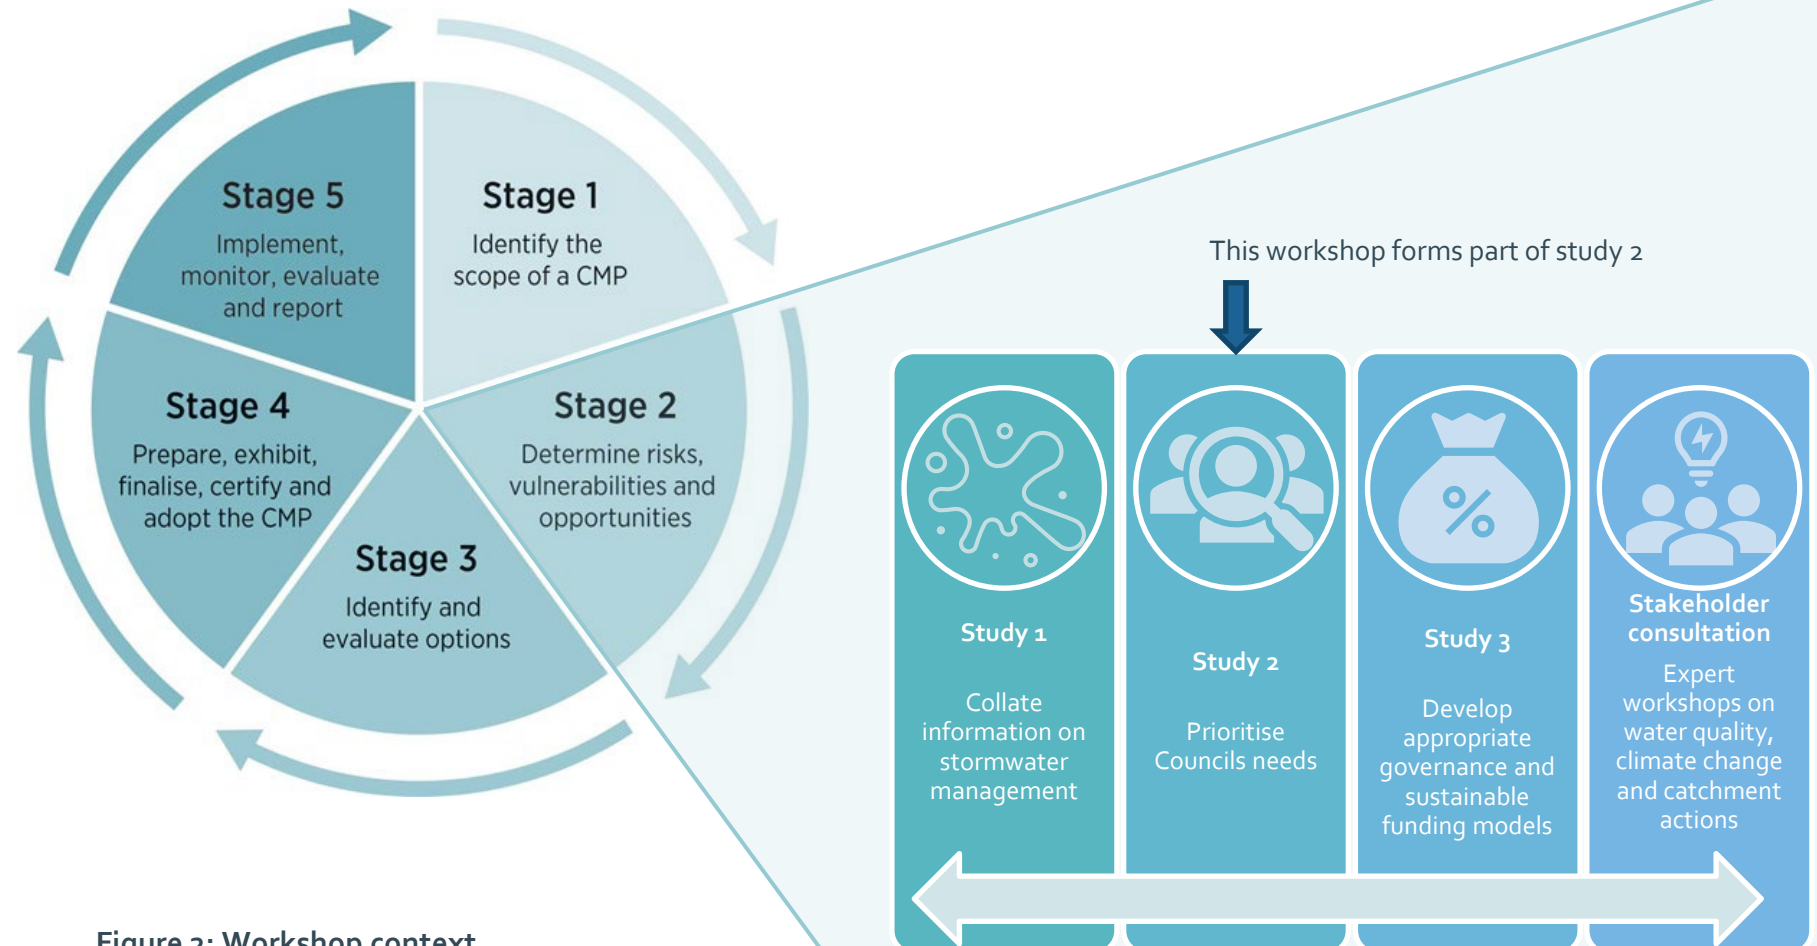 Stage 1
Identify the
scope of a CMP
Stage 2
Determine risks,
vulnerabilities and
opportunities
Stage 3
Identify and
evaluate options
Stage 4
Prepare, exhibit,
finalise, certify and
adopt the CMP
Stage 5
Implement,
monitor, evaluate
and report
This workshop forms part of study 2
Study 1
Collate
information on
stormwater
management
Study 2
Prioritise
Councils needs
Study 3
Develop
appropriate
governance and
sustainable
funding models
Stakeholder
consultation
Expert
workshops on
water quality,
climate change
and catchment
actions
Figure 2: Workshop context